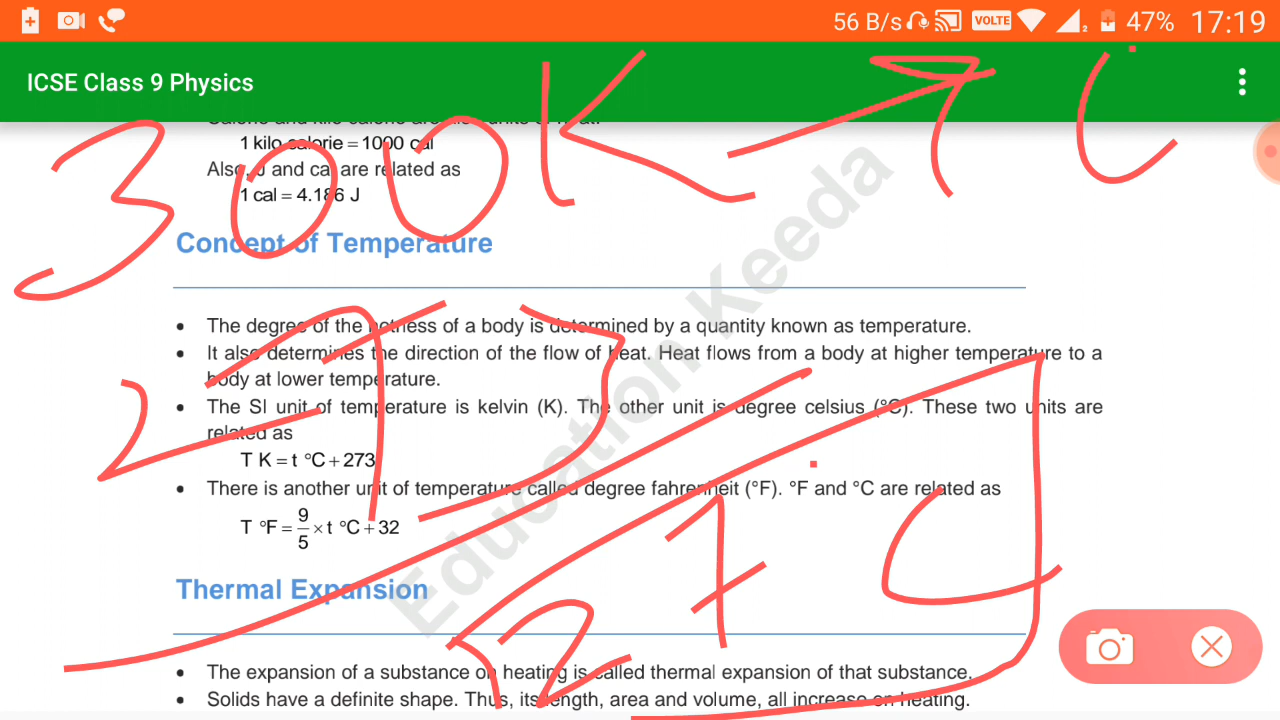 56 B/s VOLTE 2 47% 17:19
ICSE Class 9 Physics
300K → ? °C
1 kilo calorie = 1000 cal
Also, J and cal are related as
1 cal = 4.186 J
Concept of Temperature
273
• The degree of the hotness of a body is determined by a quantity known as temperature.
• It also determines the direction of the flow of heat. Heat flows from a body at higher temperature to a
body at lower temperature.
• The SI unit of temperature is kelvin (K). The other unit is degree celsius (°C). These two units are
related as
T K = t °C + 273
• There is another unit of temperature called degree fahrenheit (°F). °F and °C are related as
T °F = 9/5 × t °C + 32
27 °C
Thermal Expansion
• The expansion of a substance on heating is called thermal expansion of that substance.
• Solids have a definite shape. Thus, its length, area and volume, all increase on heating.
Education Keeda